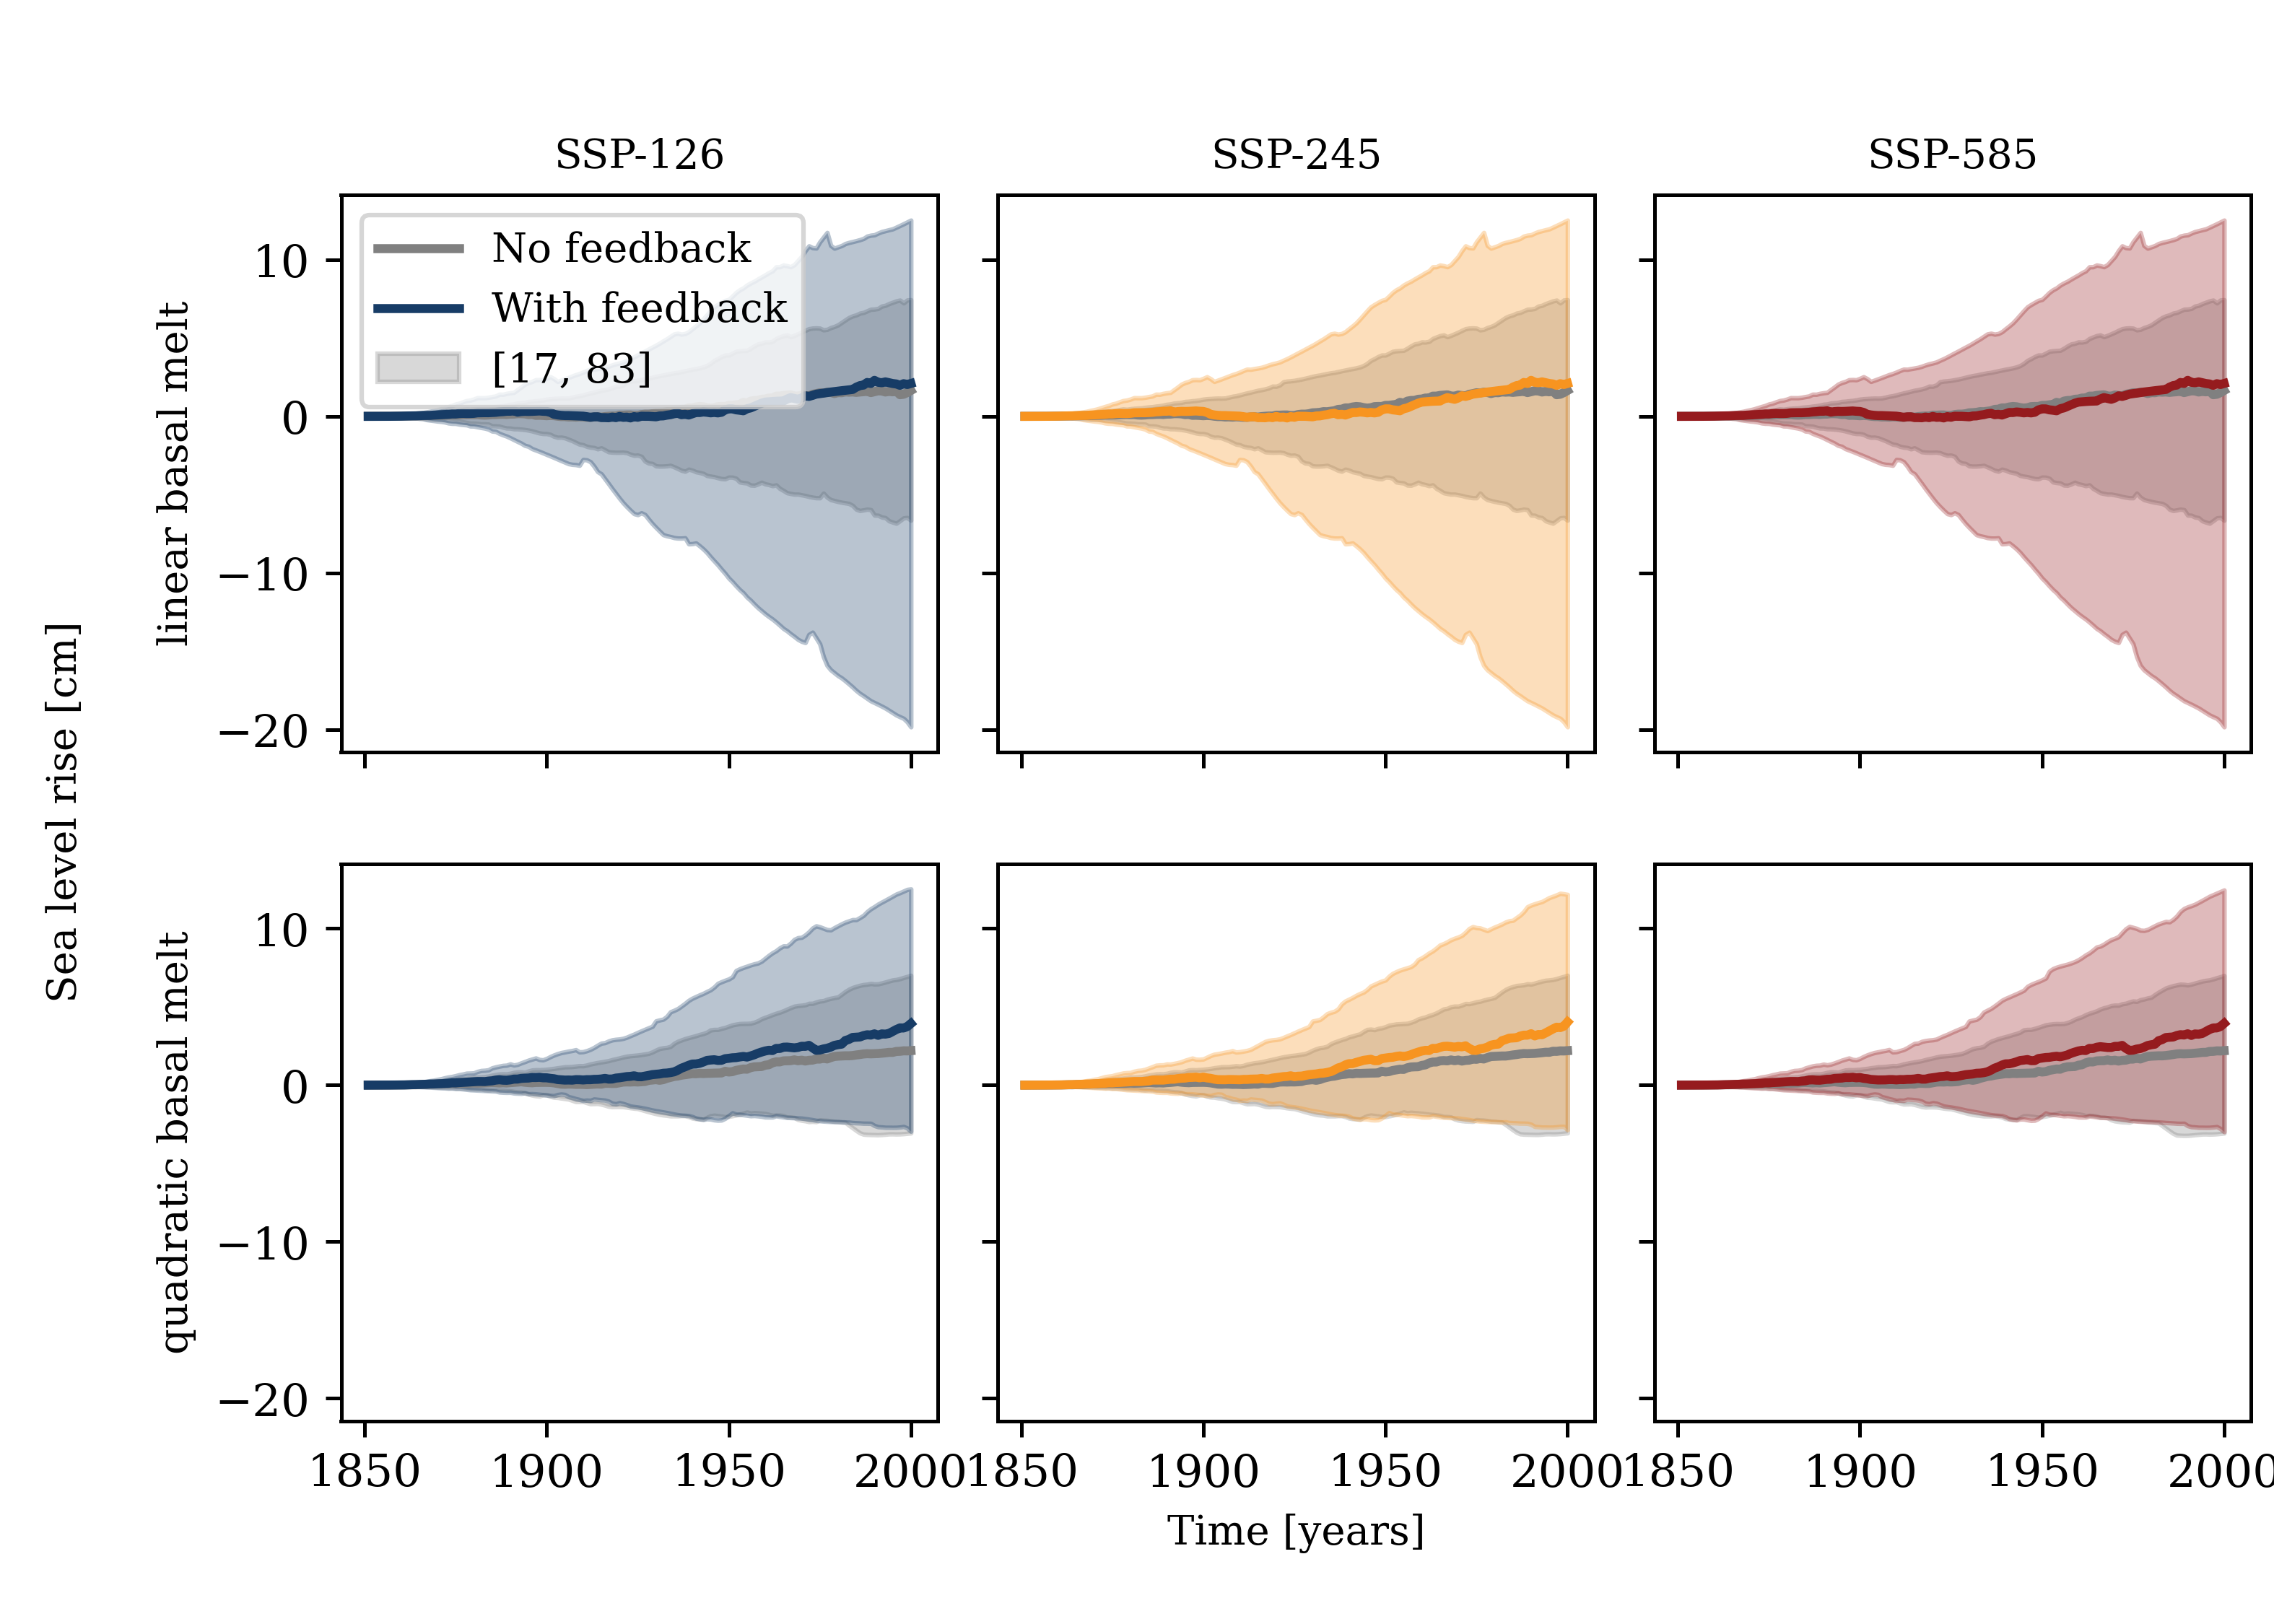 SSP-126
SSP-245
SSP-585
No feedback
With feedback
[17, 83]
10
0
−10
−20
linear basal melt
Sea level rise [cm]
10
0
−10
−20
quadratic basal melt
1850 1900 1950 2000 1850 1900 1950 2000 1850 1900 1950 2000
Time [years]